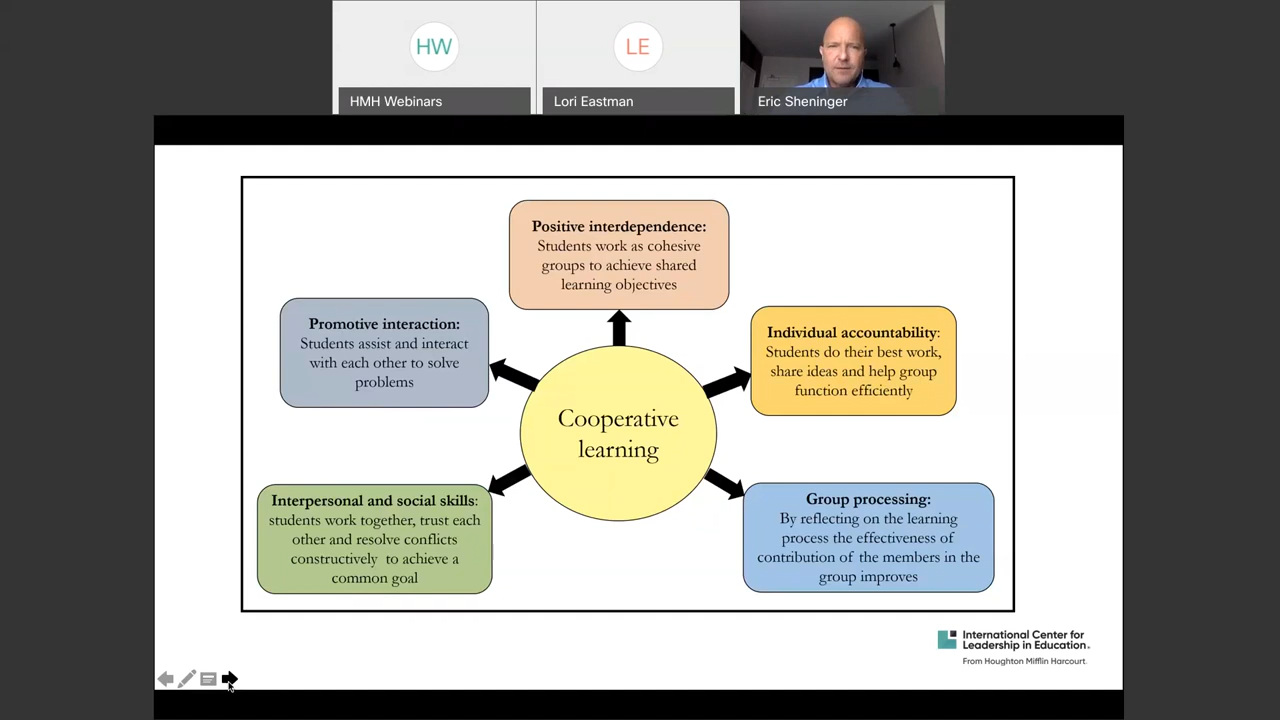 HW
LE
HMH Webinars
Lori Eastman
Eric Sheninger
Positive interdependence:
Students work as cohesive
groups to achieve shared
learning objectives
Promotive interaction:
Students assist and interact
with each other to solve
problems
Individual accountability:
Students do their best work,
share ideas and help group
function efficiently
Cooperative
learning
Interpersonal and social skills:
students work together, trust each
other and resolve conflicts
constructively to achieve a
common goal
Group processing:
By reflecting on the learning
process the effectiveness of
contribution of the members in the
group improves
International Center for
Leadership in Education.
From Houghton Mifflin Harcourt.